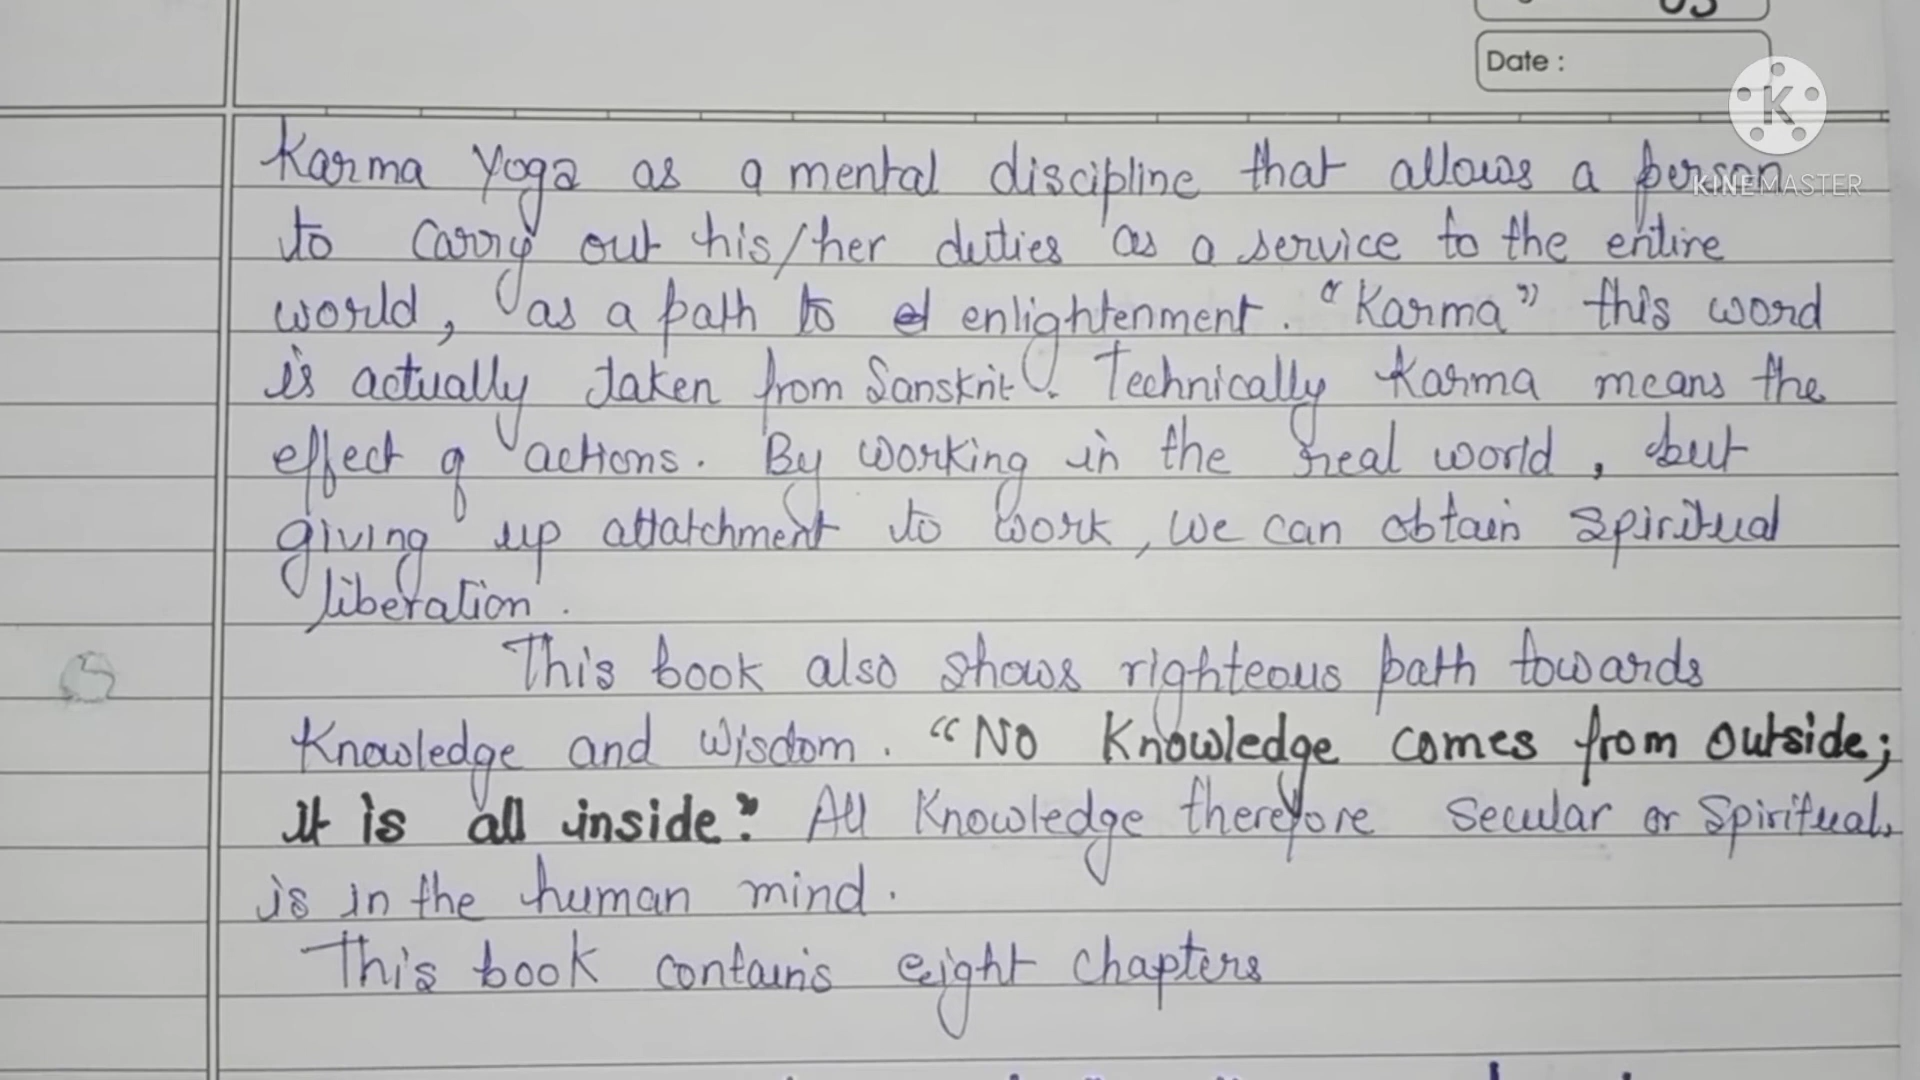 03
Date :
K
KINEMASTER
Karma Yoga as a mental discipline that allows a person
to carry out his/her duties as a service to the entire
world, as a path to enlightenment. "Karma" this word
is actually taken from Sanskrit. Technically Karma means the
effect of actions. By working in the real world, but
giving up attatchment to work, we can obtain spiritual
liberation.
This book also shows righteous path towards
Knowledge and wisdom. "No Knowledge comes from outside;
it is all inside." All Knowledge therefore secular or spiritual,
is in the human mind.
This book contains eight chapters